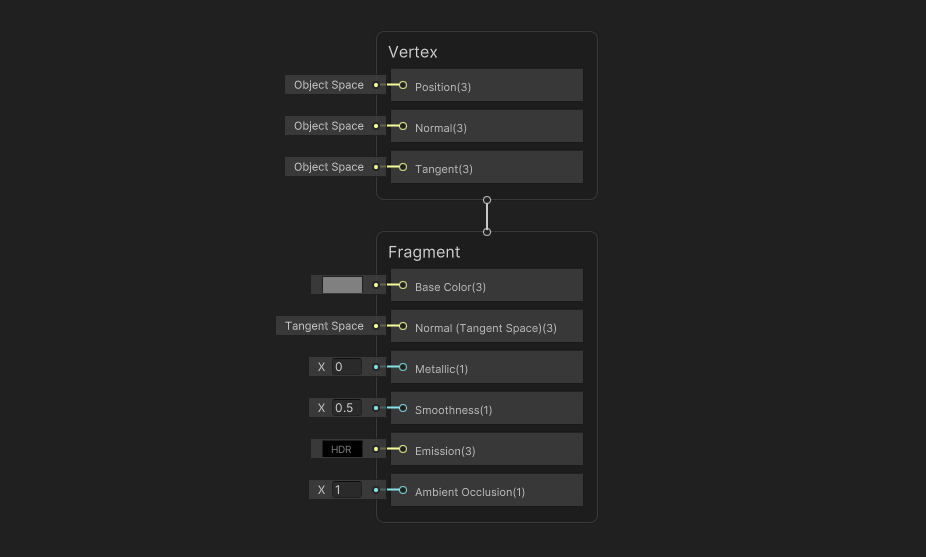 Vertex
Object Space Position(3)
Object Space Normal(3)
Object Space Tangent(3)
Fragment
Base Color(3)
Tangent Space Normal (Tangent Space)(3)
X 0 Metallic(1)
X 0.5 Smoothness(1)
HDR Emission(3)
X 1 Ambient Occlusion(1)